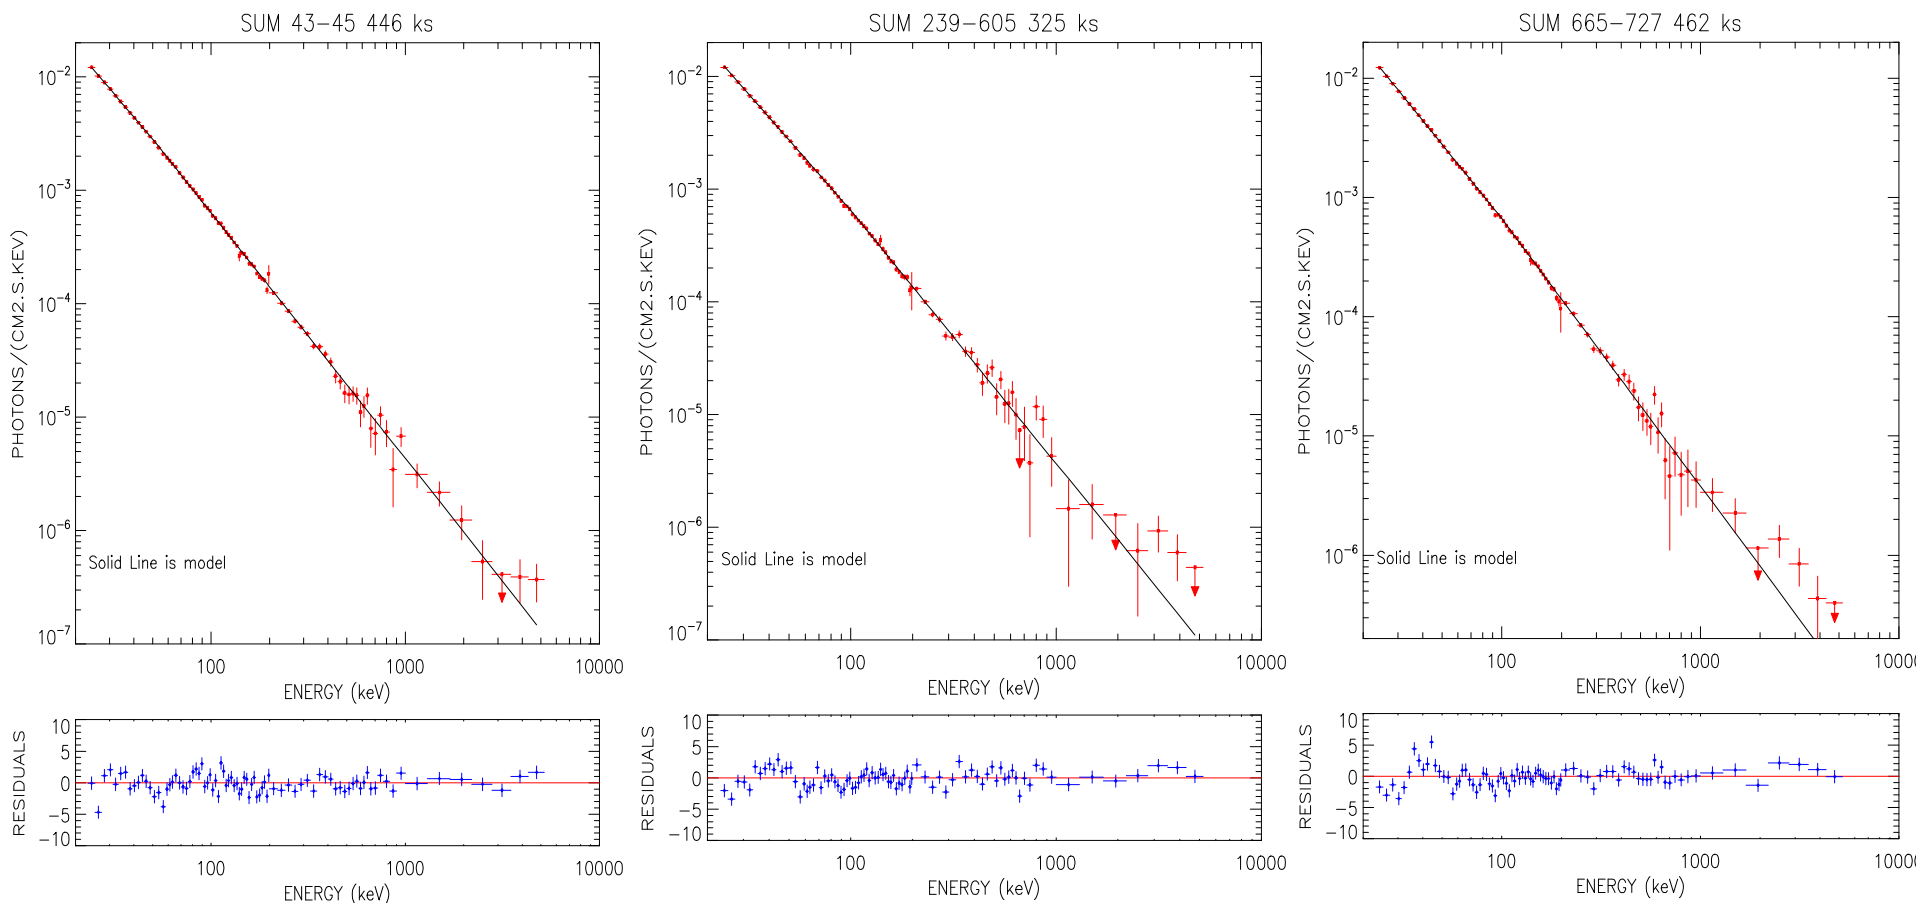 SUM 43−45 446 ks
PHOTONS/(CM2.S.KEV)
10−2
10−3
10−4
10−5
10−6
10−7
Solid Line is model
100
1000
10000
ENERGY (keV)
RESIDUALS
10
5
0
−5
−10
100
1000
10000
ENERGY (keV)
SUM 239−605 325 ks
PHOTONS/(CM2.S.KEV)
10−2
10−3
10−4
10−5
10−6
10−7
Solid Line is model
100
1000
10000
ENERGY (keV)
RESIDUALS
10
5
0
−5
−10
100
1000
10000
ENERGY (keV)
SUM 665−727 462 ks
PHOTONS/(CM2.S.KEV)
10−2
10−3
10−4
10−5
10−6
Solid Line is model
100
1000
1000
ENERGY (keV)
RESIDUALS
10
5
0
−5
−10
100
1000
1000
ENERGY (keV)